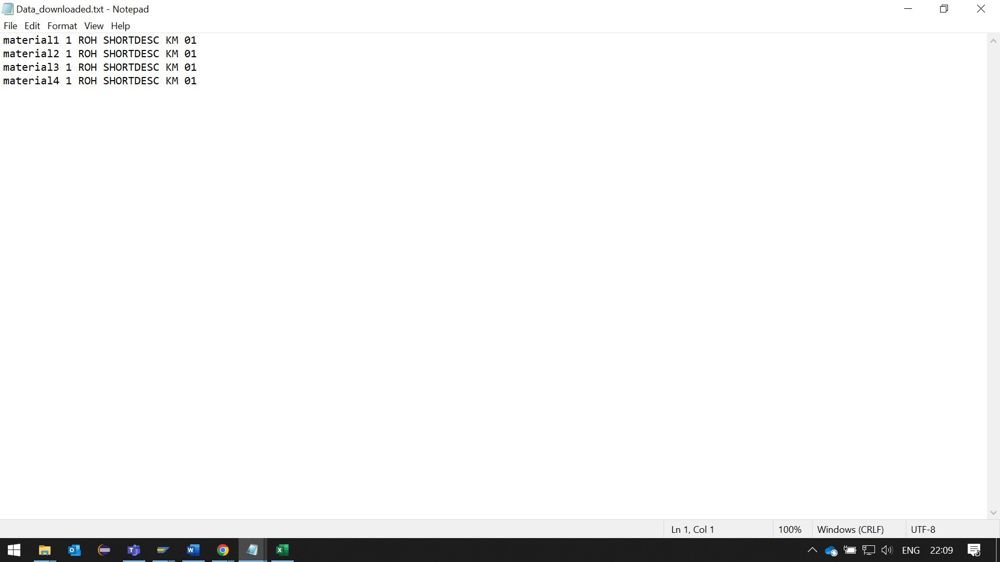 Data_downloaded.txt - Notepad
File Edit Format View Help
material1 1 ROH SHORTDESC KM 01
material2 1 ROH SHORTDESC KM 01
material3 1 ROH SHORTDESC KM 01
material4 1 ROH SHORTDESC KM 01
Ln 1, Col 1 100% Windows (CRLF) UTF-8
ENG 22:09